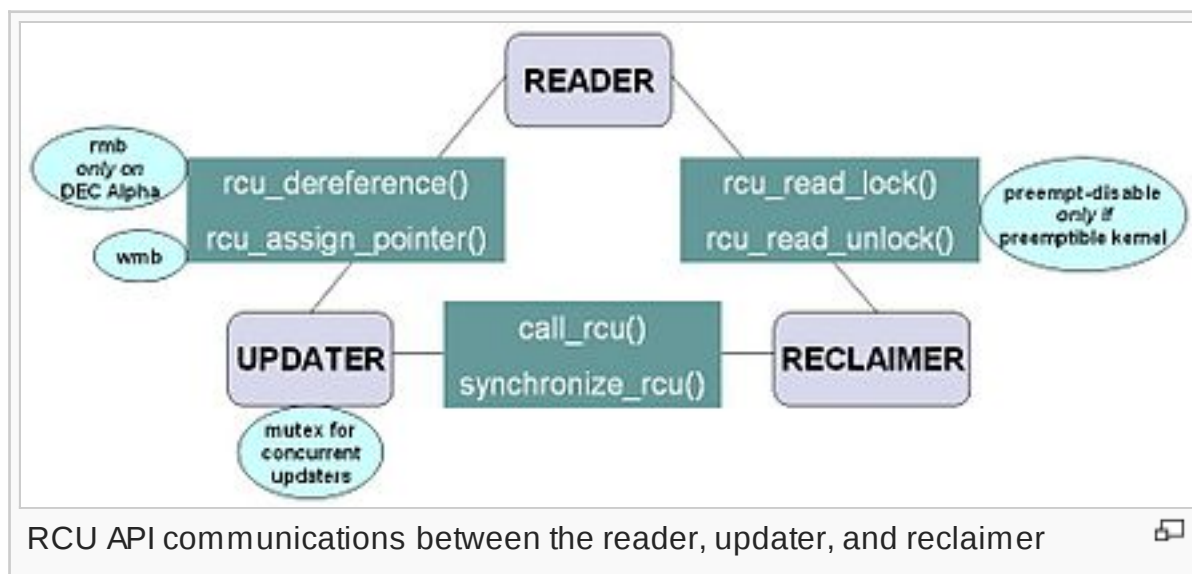 READER
rmb
only on
DEC Alpha
rcu_dereference()
rcu_assign_pointer()
wmb
rcu_read_lock()
rcu_read_unlock()
preempt-disable
only if
preemptible kernel
UPDATER
call_rcu()
synchronize_rcu()
RECLAIMER
mutex for
concurrent
updaters
RCU API communications between the reader, updater, and reclaimer